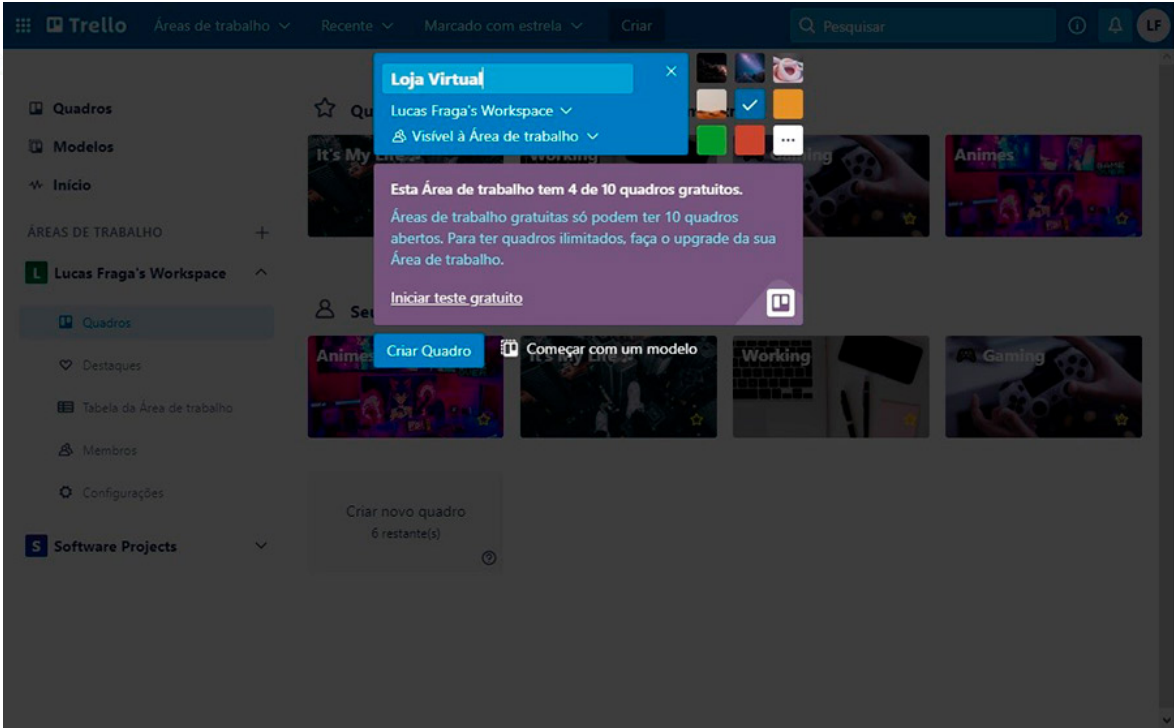 Trello Áreas de trabalho Recente Marcado com estrela Criar Pesquisar LF
Loja Virtual
Lucas Fraga's Workspace
Visível à Área de trabalho
Esta Área de trabalho tem 4 de 10 quadros gratuitos.
Áreas de trabalho gratuitas só podem ter 10 quadros
abertos. Para ter quadros ilimitados, faça o upgrade da sua
Área de trabalho.
Iniciar teste gratuito
Criar Quadro Começar com um modelo
Quadros
Modelos
Início
ÁREAS DE TRABALHO
L Lucas Fraga's Workspace
Quadros
Destaques
Tabela da Área de trabalho
Membros
Configurações
S Software Projects
It's My Life Working Gaming Animes
Animes It's My Life Working Gaming
Criar novo quadro
6 restante(s)